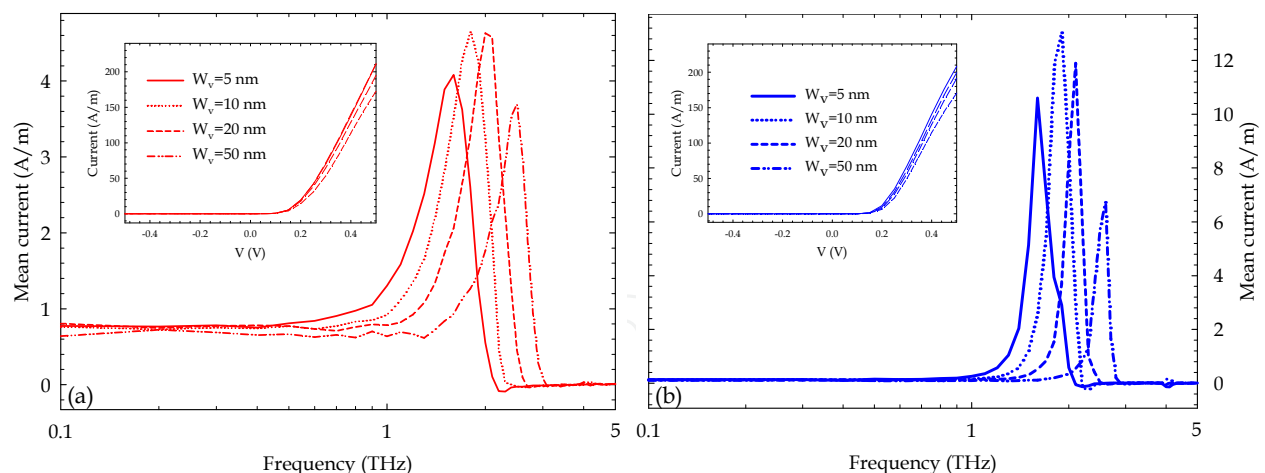 4
3
2
1
0
Mean current (A/m)
200
150
100
50
0
Current (A/m)
W_v=5 nm
W_v=10 nm
W_v=20 nm
W_v=50 nm
-0.4 -0.2 0.0 0.2 0.4
V (V)
(a)
0.1 1 5
Frequency (THz)
200
150
100
50
0
Current (A/m)
W_v=5 nm
W_v=10 nm
W_v=20 nm
W_v=50 nm
-0.4 -0.2 0.0 0.2 0.4
V (V)
12
10
8
6
4
2
0
Mean current (A/m)
(b)
0.1 1 5
Frequency (THz)